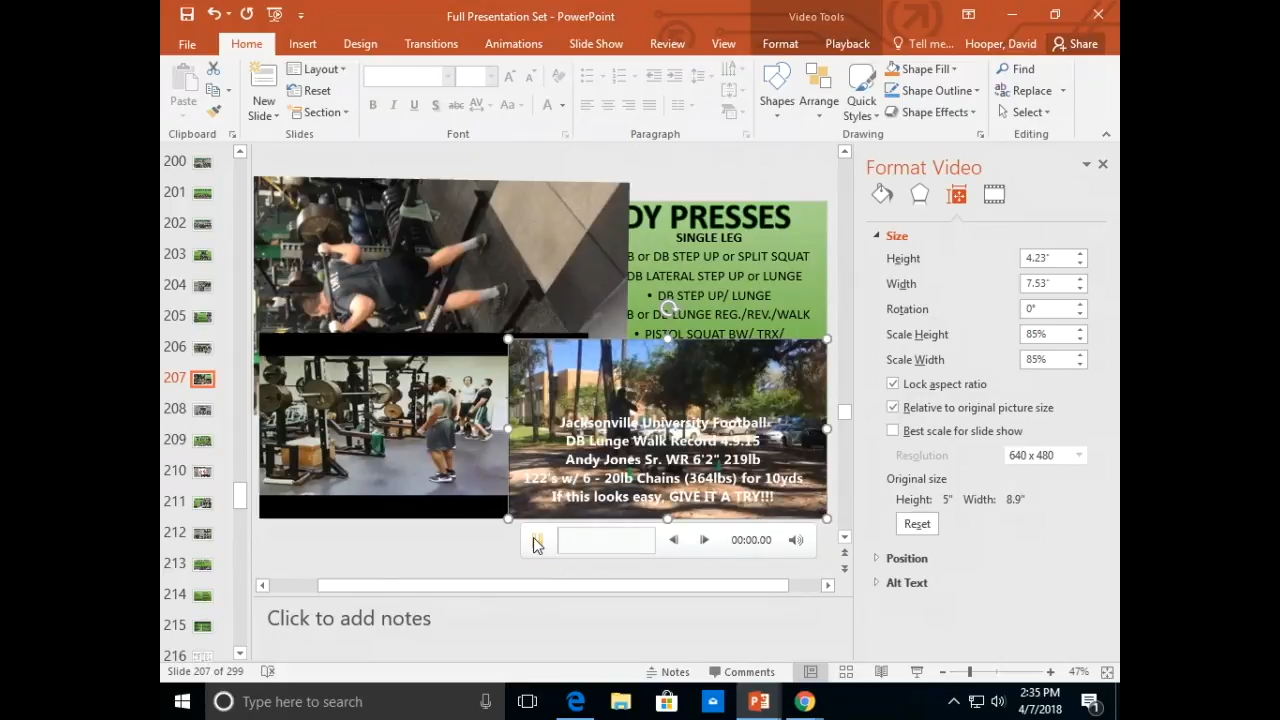 Full Presentation Set - PowerPoint
Video Tools
File
Home
Insert
Design
Transitions
Animations
Slide Show
Review
View
Format
Playback
Tell me...
Hooper, David
Share
Paste
Clipboard
New
Slide
Layout
Reset
Section
Slides
B I U S abc AV Aa A
Font
Paragraph
Shapes
Arrange
Quick
Styles
Shape Fill
Shape Outline
Shape Effects
Drawing
Find
Replace
Select
Editing
200
201
202
203
204
205
206
207
208
209
210
211
212
213
214
215
216
DY PRESSES
SINGLE LEG
B or DB STEP UP or SPLIT SQUAT
DB LATERAL STEP UP or LUNGE
• DB STEP UP/ LUNGE
B or DB LUNGE REG./REV./WALK
• PISTOL SQUAT BW/ TRX/
Jacksonville University Football
DB Lunge Walk Record 4.9.15
Andy Jones Sr. WR 6'2" 219lb
122's w/ 6 - 20lb Chains (364lbs) for 10yds
If this looks easy, GIVE IT A TRY!!!
00:00.00
Click to add notes
Format Video
Size
Height 4.23"
Width 7.53"
Rotation 0°
Scale Height 85%
Scale Width 85%
Lock aspect ratio
Relative to original picture size
Best scale for slide show
Resolution 640 x 480
Original size
Height: 5" Width: 8.9"
Reset
Position
Alt Text
Slide 207 of 299
Notes
Comments
47%
Type here to search
2:35 PM
4/7/2018
1